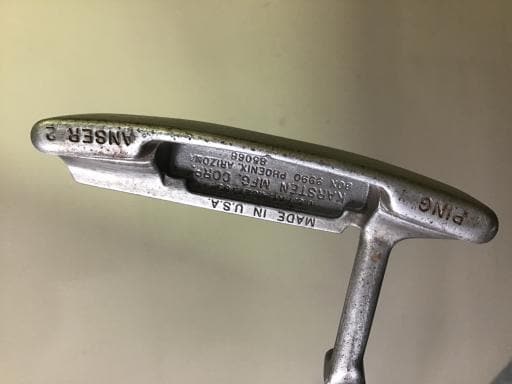 ANSER 2
PING
KARSTEN MFG. CORP.
BOX 9990 PHOENIX, ARIZONA
85068
MADE IN U.S.A